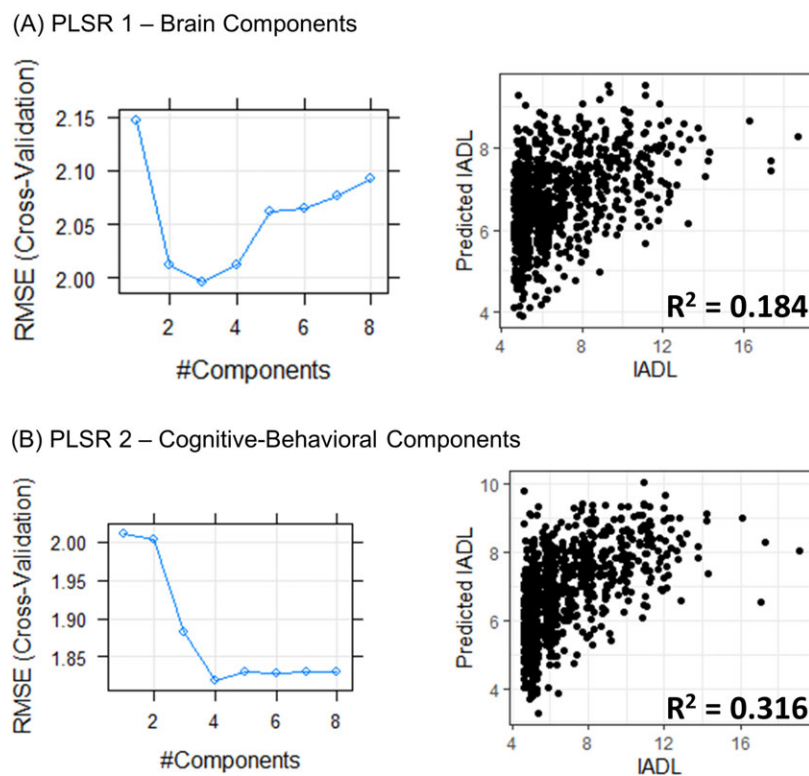 (A) PLSR 1 – Brain Components
RMSE (Cross-Validation)
2.15
2.10
2.05
2.00
2 4 6 8
#Components
Predicted IADL
8
6
4
R² = 0.184
4 8 12 16
IADL
(B) PLSR 2 – Cognitive-Behavioral Components
RMSE (Cross-Validation)
2.00
1.95
1.90
1.85
2 4 6 8
#Components
Predicted IADL
10
8
6
4
R² = 0.316
4 8 12 16
IADL